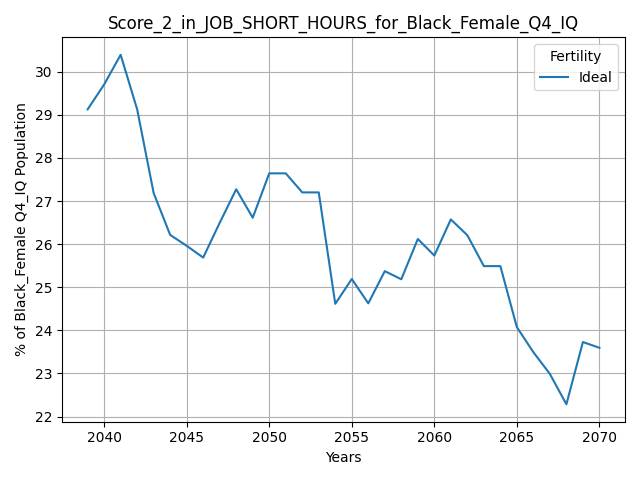 Score_2_in_JOB_SHORT_HOURS_for_Black_Female_Q4_IQ
% of Black_Female Q4_IQ Population
30
29
28
27
26
25
24
23
22
Fertility
Ideal
2040 2045 2050 2055 2060 2065 2070
Years